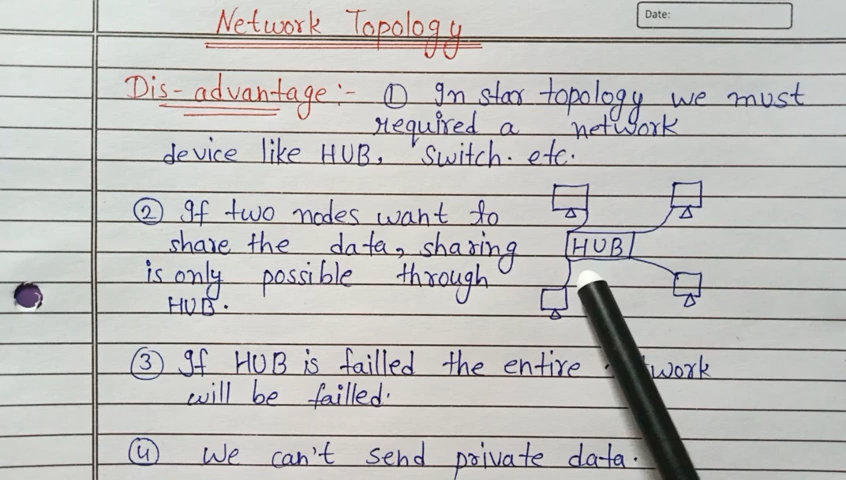 Date:
Network Topology
Dis-advantage:- ① In star topology we must
required a network
device like HUB, Switch. etc.
② If two nodes want to
share the data, sharing
is only possible through
HUB.
HUB
③ If HUB is failled the entire
will be failled.
④ We can't send private data.